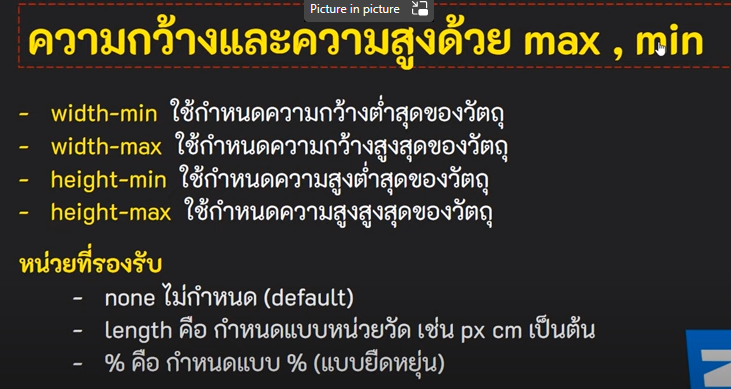 Picture in picture
ความกว้างและความสูงด้วย max , min
- width-min ใช้กำหนดความกว้างต่ำสุดของวัตถุ
- width-max ใช้กำหนดความกว้างสูงสุดของวัตถุ
- height-min ใช้กำหนดความสูงต่ำสุดของวัตถุ
- height-max ใช้กำหนดความสูงสูงสุดของวัตถุ
หน่วยที่รองรับ
- none ไม่กำหนด (default)
- length คือ กำหนดแบบหน่วยวัด เช่น px cm เป็นต้น
- % คือ กำหนดแบบ % (แบบยืดหยุ่น)